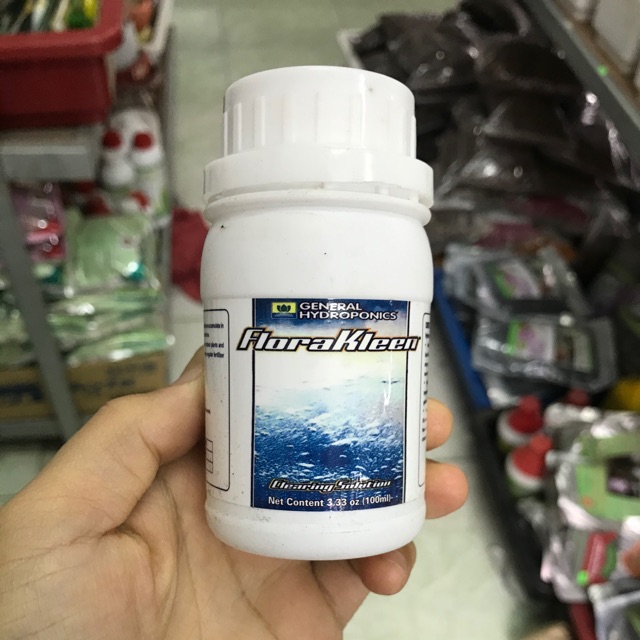 GENERAL
HYDROPONICS
FloraKleen
Clearing Solution
Net Content 3.33 oz (100ml)